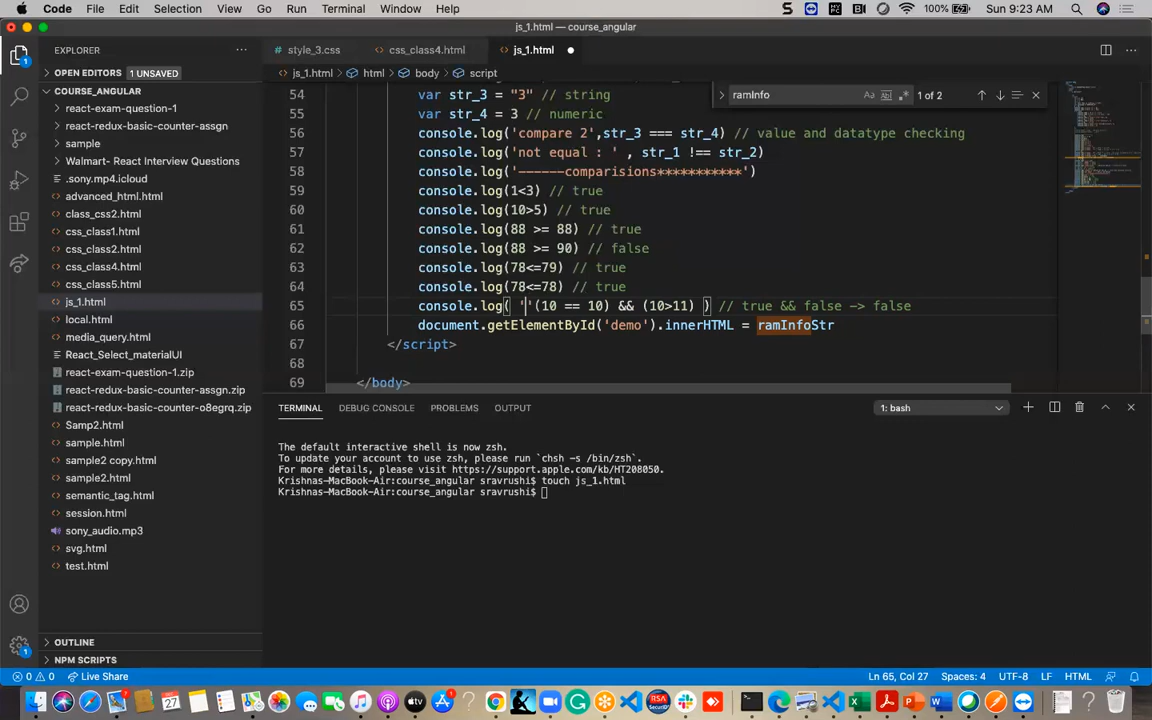 Code File Edit Selection View Go Run Terminal Window Help
100% Sun 9:23 AM
js_1.html — course_angular
EXPLORER
style_3.css css_class4.html js_1.html
OPEN EDITORS 1 UNSAVED
js_1.html > html > body > script
COURSE_ANGULAR
react-exam-question-1
react-redux-basic-counter-assgn
sample
Walmart- React Interview Questions
.sony.mp4.icloud
advanced_html.html
class_css2.html
css_class1.html
css_class2.html
css_class4.html
css_class5.html
js_1.html
local.html
media_query.html
React_Select_materialUI
react-exam-question-1.zip
react-redux-basic-counter-assgn.zip
react-redux-basic-counter-o8egrq.zip
Samp2.html
sample.html
sample2 copy.html
sample2.html
semantic_tag.html
session.html
sony_audio.mp3
svg.html
test.html
OUTLINE
NPM SCRIPTS
ramInfo Aa 1 of 2
54 var str_3 = "3" // string
55 var str_4 = 3 // numeric
56 console.log('compare 2',str_3 === str_4) // value and datatype checking
57 console.log('not equal : ' , str_1 !== str_2)
58 console.log('------comparisions***********')
59 console.log(1<3) // true
60 console.log(10>5) // true
61 console.log(88 >= 88) // true
62 console.log(88 >= 90) // false
63 console.log(78<=79) // true
64 console.log(78<=78) // true
65 console.log( ''(10 == 10) && (10>11) ) // true && false -> false
66 document.getElementById('demo').innerHTML = ramInfoStr
67 </script>
68
69 </body>
TERMINAL DEBUG CONSOLE PROBLEMS OUTPUT 1: bash
The default interactive shell is now zsh.
To update your account to use zsh, please run `chsh -s /bin/zsh`.
For more details, please visit https://support.apple.com/kb/HT208050.
Krishnas-MacBook-Air:course_angular sravrushi$ touch js_1.html
Krishnas-MacBook-Air:course_angular sravrushi$
0 0 Live Share Ln 65, Col 27 Spaces: 4 UTF-8 LF HTML